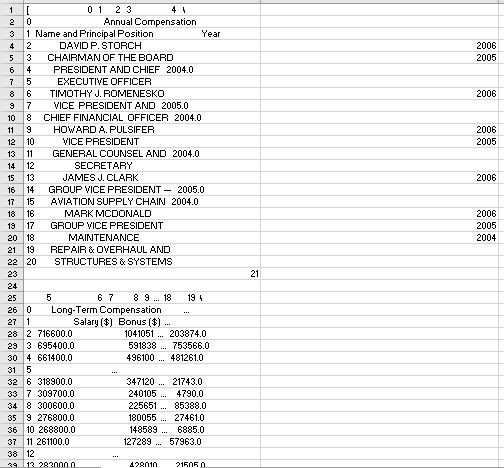 1 [ 0 1 2 3 4 \
2 0 Annual Compensation
3 1 Name and Principal Position Year
4 2 DAVID P. STORCH 2006
5 3 CHAIRMAN OF THE BOARD 2005
6 4 PRESIDENT AND CHIEF 2004.0
7 5 EXECUTIVE OFFICER
8 6 TIMOTHY J. ROMENESKO 2006
9 7 VICE PRESIDENT AND 2005.0
10 8 CHIEF FINANCIAL OFFICER 2004.0
11 9 HOWARD A. PULSIFER 2006
12 10 VICE PRESIDENT 2005
13 11 GENERAL COUNSEL AND 2004.0
14 12 SECRETARY
15 13 JAMES J. CLARK 2006
16 14 GROUP VICE PRESIDENT — 2005.0
17 15 AVIATION SUPPLY CHAIN 2004.0
18 16 MARK MCDONALD 2006
19 17 GROUP VICE PRESIDENT 2005
20 18 MAINTENANCE 2004
21 19 REPAIR & OVERHAUL AND
22 20 STRUCTURES & SYSTEMS
23 21
24
25 5 6 7 8 9 ... 18 19 \
26 0 Long-Term Compensation ...
27 1 Salary ($) Bonus ($) ...
28 2 716600.0 1041051 ... 203874.0
29 3 695400.0 591838 ... 753566.0
30 4 661400.0 496100 ... 481261.0
31 5 ...
32 6 318900.0 347120 ... 21743.0
33 7 309700.0 240105 ... 4790.0
34 8 300600.0 225651 ... 85388.0
35 9 276800.0 180055 ... 27461.0
36 10 268800.0 148589 ... 6885.0
37 11 261100.0 127289 ... 57963.0
38 12 ...
39 13 283000.0 428010 21505.0